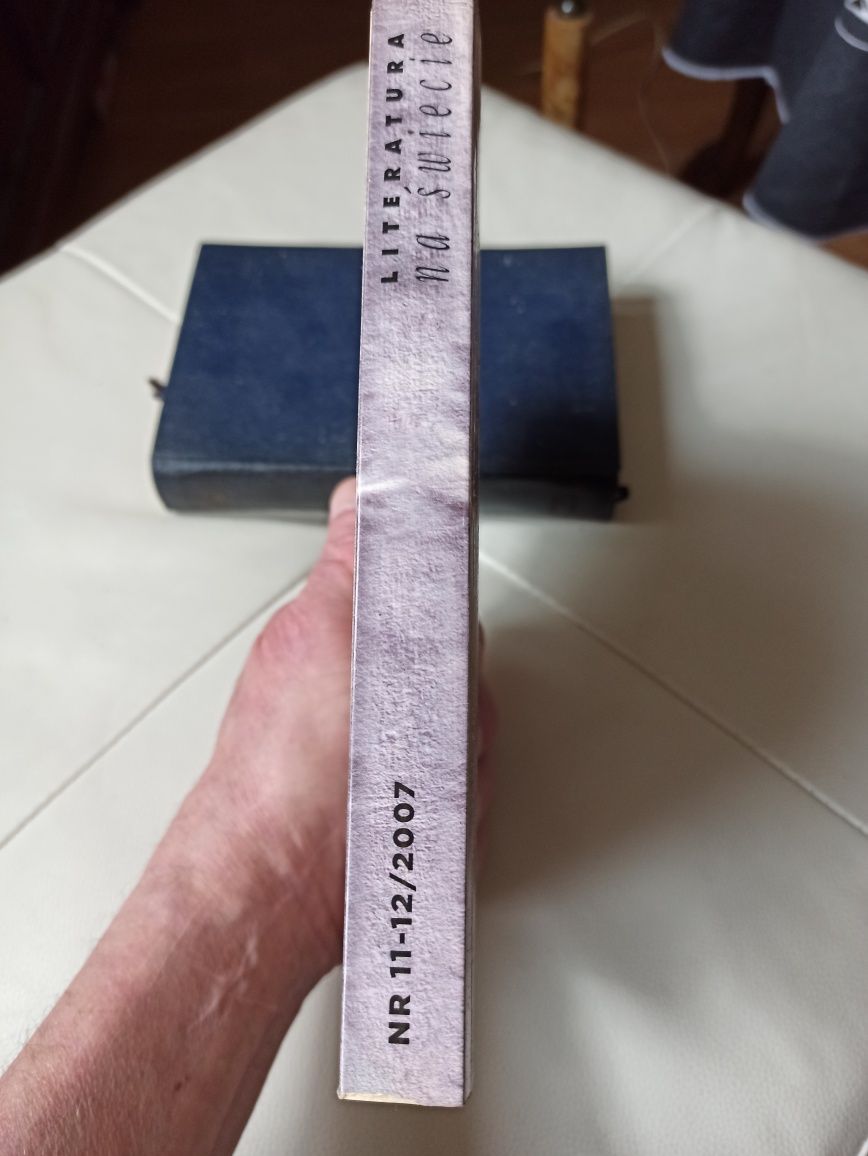 LITERATURA
na świecie
NR 11-12/2007